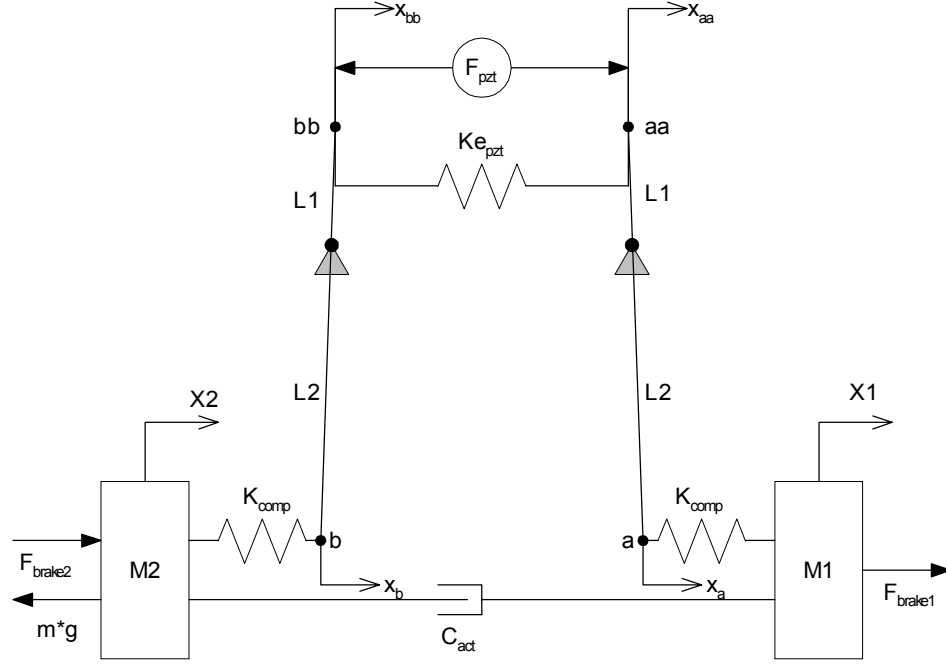 x_bb x_aa
F_pzt
bb aa
Ke_pzt
L1 L1
L2 L2
X2 X1
K_comp K_comp
b a
F_brake2 M2 M1
x_b x_a F_brake1
m*g C_act